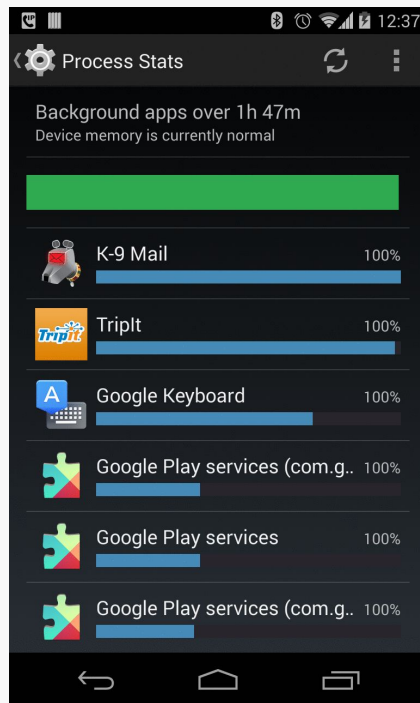 12:37
Process Stats
Background apps over 1h 47m
Device memory is currently normal
K-9 Mail 100%
TripIt 100%
TripIt
Google Keyboard 100%
A
Google Play services (com.g.. 100%
Google Play services 100%
Google Play services (com.g.. 100%